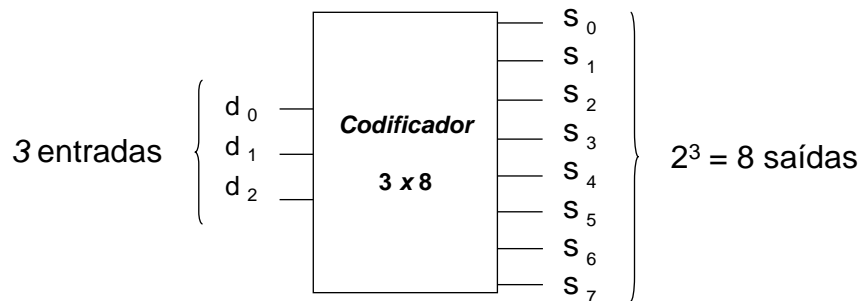 3 entradas
d 0
d 1
d 2
Codificador
3 x 8
S 0
S 1
S 2
S 3
S 4
S 5
S 6
S 7
2³ = 8 saídas